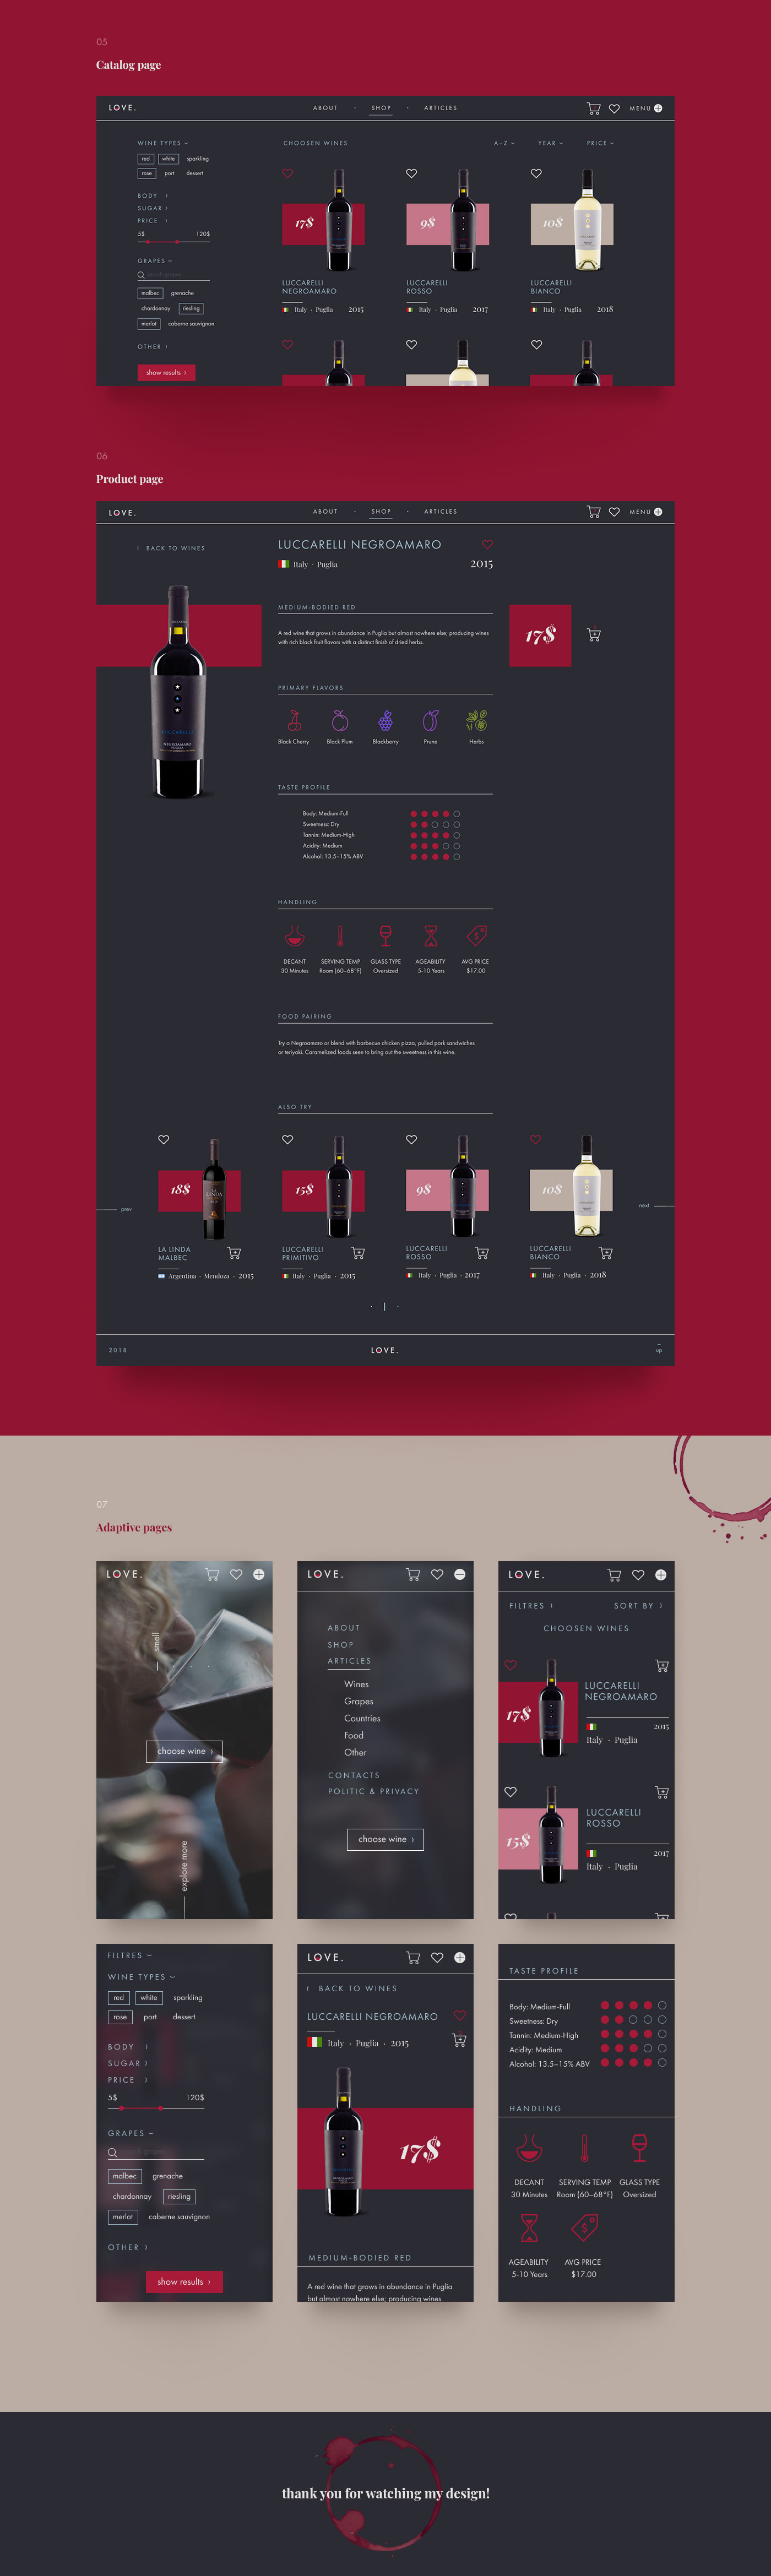 05
Catalog page
LOVE.
ABOUT · SHOP · ARTICLES
MENU
WINE TYPES
CHOOSEN WINES
A–Z
YEAR
PRICE
red white sparkling
rose port dessert
BODY
SUGAR
PRICE
5$ 120$
GRAPES
malbec grenache
chardonnay riesling
merlot caberne sauvignon
OTHER
show results
17$
LUCCARELLI
NEGROAMARO
Italy · Puglia 2015
9$
LUCCARELLI
ROSSO
Italy · Puglia 2017
10$
LUCCARELLI
BIANCO
Italy · Puglia 2018
06
Product page
LOVE.
ABOUT · SHOP · ARTICLES
MENU
BACK TO WINES
LUCCARELLI NEGROAMARO
Italy · Puglia 2015
MEDIUM-BODIED RED
A red wine that grows in abundance in Puglia but almost nowhere else; producing wines
with rich black fruit flavors with a distinct finish of dried herbs.
17$
LUCCARELLI
NEGROAMARO
PUGLIA
PRIMARY FLAVORS
Black Cherry Black Plum Blackberry Prune Herbs
TASTE PROFILE
Body: Medium-Full
Sweetness: Dry
Tannin: Medium-High
Acidity: Medium
Alcohol: 13.5–15% ABV
HANDLING
DECANT SERVING TEMP GLASS TYPE AGEABILITY AVG PRICE
30 Minutes Room (60–68°F) Oversized 5-10 Years $17.00
FOOD PAIRING
Try a Negroamaro or blend with barbecue chicken pizza, pulled pork sandwiches
or teriyaki. Caramelized foods seen to bring out the sweetness in this wine.
ALSO TRY
prev
18$
LA LINDA
MALBEC
Argentina · Mendoza · 2015
15$
LUCCARELLI
PRIMITIVO
Italy · Puglia · 2015
9$
LUCCARELLI
ROSSO
Italy · Puglia · 2017
10$
LUCCARELLI
BIANCO
Italy · Puglia · 2018
next
2018
LOVE.
up
07
Adaptive pages
LOVE.
smell
choose wine
explore more
LOVE.
ABOUT
SHOP
ARTICLES
Wines
Grapes
Countries
Food
Other
CONTACTS
POLITIC & PRIVACY
choose wine
LOVE.
FILTRES SORT BY
CHOOSEN WINES
17$
LUCCARELLI
NEGROAMARO
2015
Italy · Puglia
15$
LUCCARELLI
ROSSO
2017
Italy · Puglia
FILTRES
WINE TYPES
red white sparkling
rose port dessert
BODY
SUGAR
PRICE
5$ 120$
GRAPES
malbec grenache
chardonnay riesling
merlot caberne sauvignon
OTHER
show results
LOVE.
BACK TO WINES
LUCCARELLI NEGROAMARO
Italy · Puglia · 2015
17$
MEDIUM-BODIED RED
A red wine that grows in abundance in Puglia
but almost nowhere else; producing wines
TASTE PROFILE
Body: Medium-Full
Sweetness: Dry
Tannin: Medium-High
Acidity: Medium
Alcohol: 13.5–15% ABV
HANDLING
DECANT SERVING TEMP GLASS TYPE
30 Minutes Room (60–68°F) Oversized
AGEABILITY AVG PRICE
5-10 Years $17.00
thank you for watching my design!